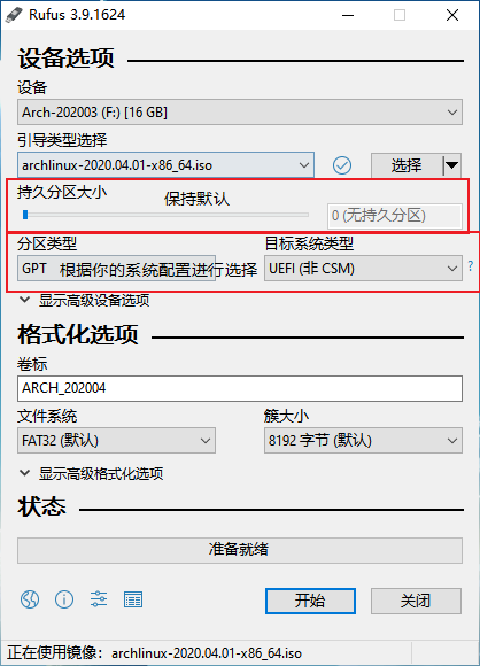 Rufus 3.9.1624
设备选项
设备
Arch-202003 (F:) [16 GB]
引导类型选择
archlinux-2020.04.01-x86_64.iso
选择
持久分区大小
保持默认
0 (无持久分区)
分区类型
目标系统类型
GPT
根据你的系统配置进行选择
UEFI (非 CSM)
?
显示高级设备选项
格式化选项
卷标
ARCH_202004
文件系统
簇大小
FAT32 (默认)
8192 字节 (默认)
显示高级格式化选项
状态
准备就绪
开始
关闭
正在使用镜像：archlinux-2020.04.01-x86_64.iso